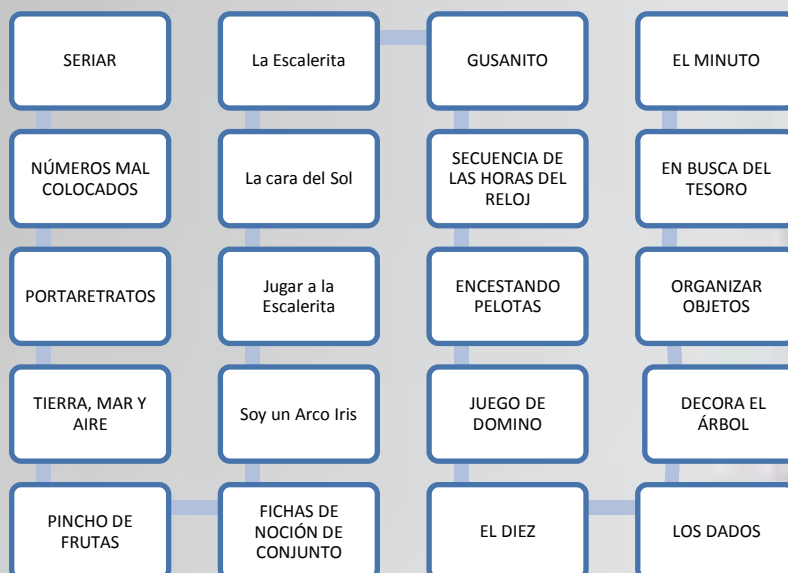 SERIAR
NÚMEROS MAL
COLOCADOS
PORTARETRATOS
TIERRA, MAR Y
AIRE
PINCHO DE
FRUTAS
FICHAS DE
NOCIÓN DE
CONJUNTO
Soy un Arco Iris
Jugar a la
Escalerita
La cara del Sol
La Escalerita
GUSANITO
SECUENCIA DE
LAS HORAS DEL
RELOJ
ENCESTANDO
PELOTAS
JUEGO DE
DOMINO
EL DIEZ
LOS DADOS
DECORA EL
ÁRBOL
ORGANIZAR
OBJETOS
EN BUSCA DEL
TESORO
EL MINUTO